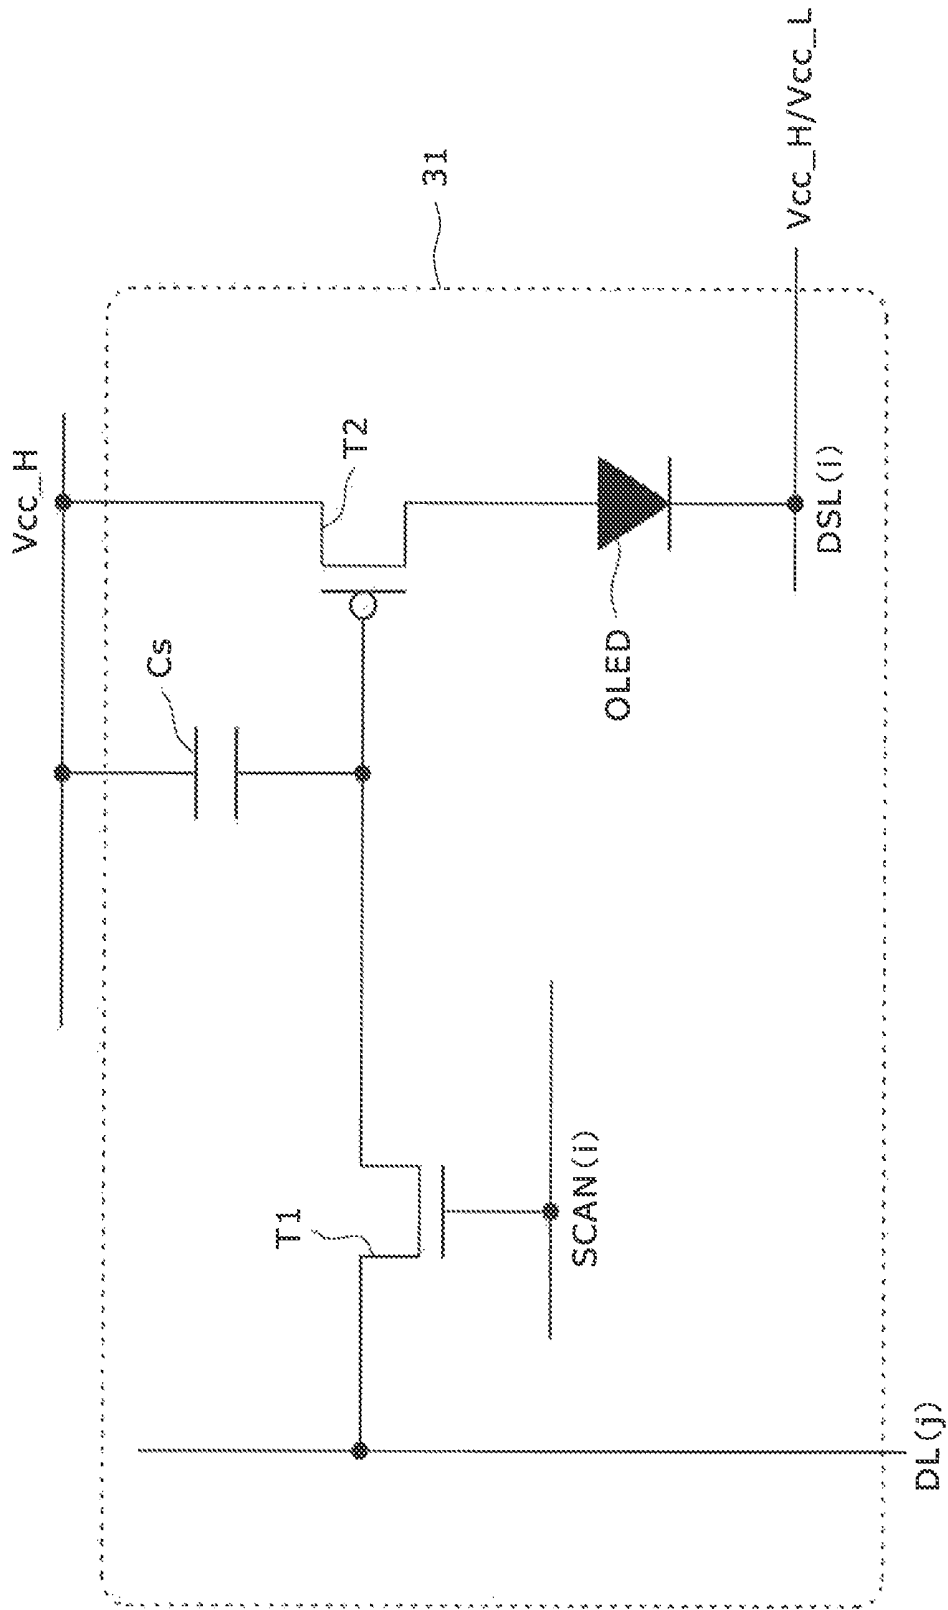 Vcc_H
31
Cs
T2
T1
OLED
SCAN(i)
DSL(i)
Vcc_H/Vcc_L
DL(j)